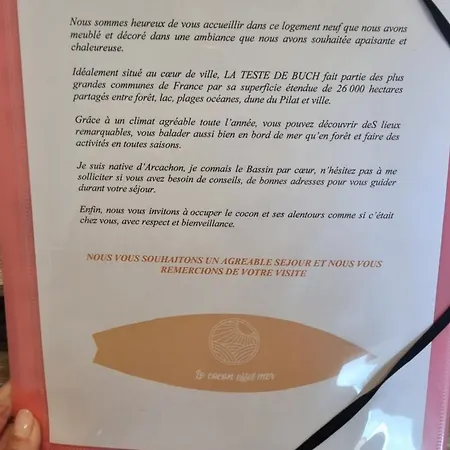 Nous sommes heureux de vous accueillir dans ce logement neuf que nous avons
meublé et décoré dans une ambiance que nous avons souhaitée apaisante et
chaleureuse.
Idéalement situé au cœur de ville, LA TESTE DE BUCH fait partie des plus
grandes communes de France par sa superficie étendue de 26 000 hectares
partagés entre forêt, lac, plages océanes, dune du Pilat et ville.
Grâce à un climat agréable toute l'année, vous pouvez découvrir deS lieux
remarquables, vous balader aussi bien en bord de mer qu'en forêt et faire des
activités en toutes saisons.
Je suis native d'Arcachon, je connais le Bassin par cœur, n'hésitez pas à me
solliciter si vous avez besoin de conseils, de bonnes adresses pour vous guider
durant votre séjour.
Enfin, nous vous invitons à occuper le cocon et ses alentours comme si c'était
chez vous, avec respect et bienveillance.
NOUS VOUS SOUHAITONS UN AGREABLE SEJOUR ET NOUS VOUS
REMERCIONS DE VOTRE VISITE
Le cocon effet mer